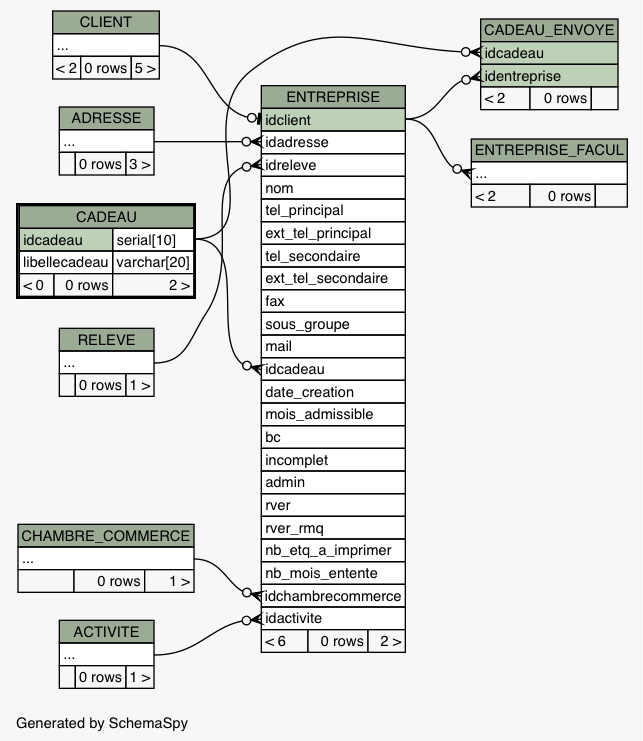 CLIENT
...
< 2 0 rows 5 >
ADRESSE
...
0 rows 3 >
CADEAU
idcadeau serial[10]
libellecadeau varchar[20]
< 0 0 rows 2 >
RELEVE
...
0 rows 1 >
CHAMBRE_COMMERCE
...
0 rows 1 >
ACTIVITE
...
0 rows 1 >
ENTREPRISE
idclient
idadresse
idreleve
nom
tel_principal
ext_tel_principal
tel_secondaire
ext_tel_secondaire
fax
sous_groupe
mail
idcadeau
date_creation
mois_admissible
bc
incomplet
admin
rver
rver_rmq
nb_etq_a_imprimer
nb_mois_entente
idchambrecommerce
idactivite
< 6 0 rows 2 >
CADEAU_ENVOYE
idcadeau
identreprise
< 2 0 rows
ENTREPRISE_FACUL
...
< 2 0 rows
Generated by SchemaSpy